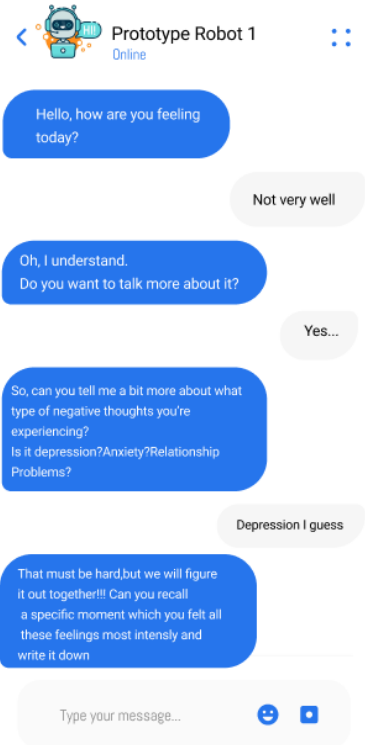 HI!
Prototype Robot 1
Online
Hello, how are you feeling
today?
Not very well
Oh, I understand.
Do you want to talk more about it?
Yes...
So, can you tell me a bit more about what
type of negative thoughts you're
experiencing?
Is it depression?Anxiety?Relationship
Problems?
Depression I guess
That must be hard,but we will figure
it out together!!! Can you recall
a specific moment which you felt all
these feelings most intensly and
write it down
Type your message...